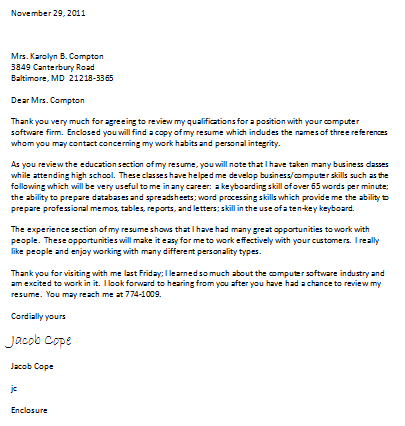 November 29, 2011
Mrs. Karolyn B. Compton
3849 Canterbury Road
Baltimore, MD  21218-3365
Dear Mrs. Compton
Thank you very much for agreeing to review my qualifications for a position with your computer
software firm.  Enclosed you will find a copy of my resume which includes the names of three references
whom you may contact concerning my work habits and personal integrity.
As you review the education section of my resume, you will note that I have taken many business classes
while attending high school.  These classes have helped me develop business/computer skills such as the
following which will be very useful to me in any career:  a keyboarding skill of over 65 words per minute;
the ability to prepare databases and spreadsheets; word processing skills which provide me the ability to
prepare professional memos, tables, reports, and letters; skill in the use of a ten-key keyboard.
The experience section of my resume shows that I have had many great opportunities to work with
people.  These opportunities will make it easy for me to work effectively with your customers.  I really
like people and enjoy working with many different personality types.
Thank you for visiting with me last Friday; I learned so much about the computer software industry and
am excited to work in it.  I look forward to hearing from you after you have had a chance to review my
resume.  You may reach me at 774-1009.
Cordially yours
Jacob Cope
Jacob Cope
jc
Enclosure